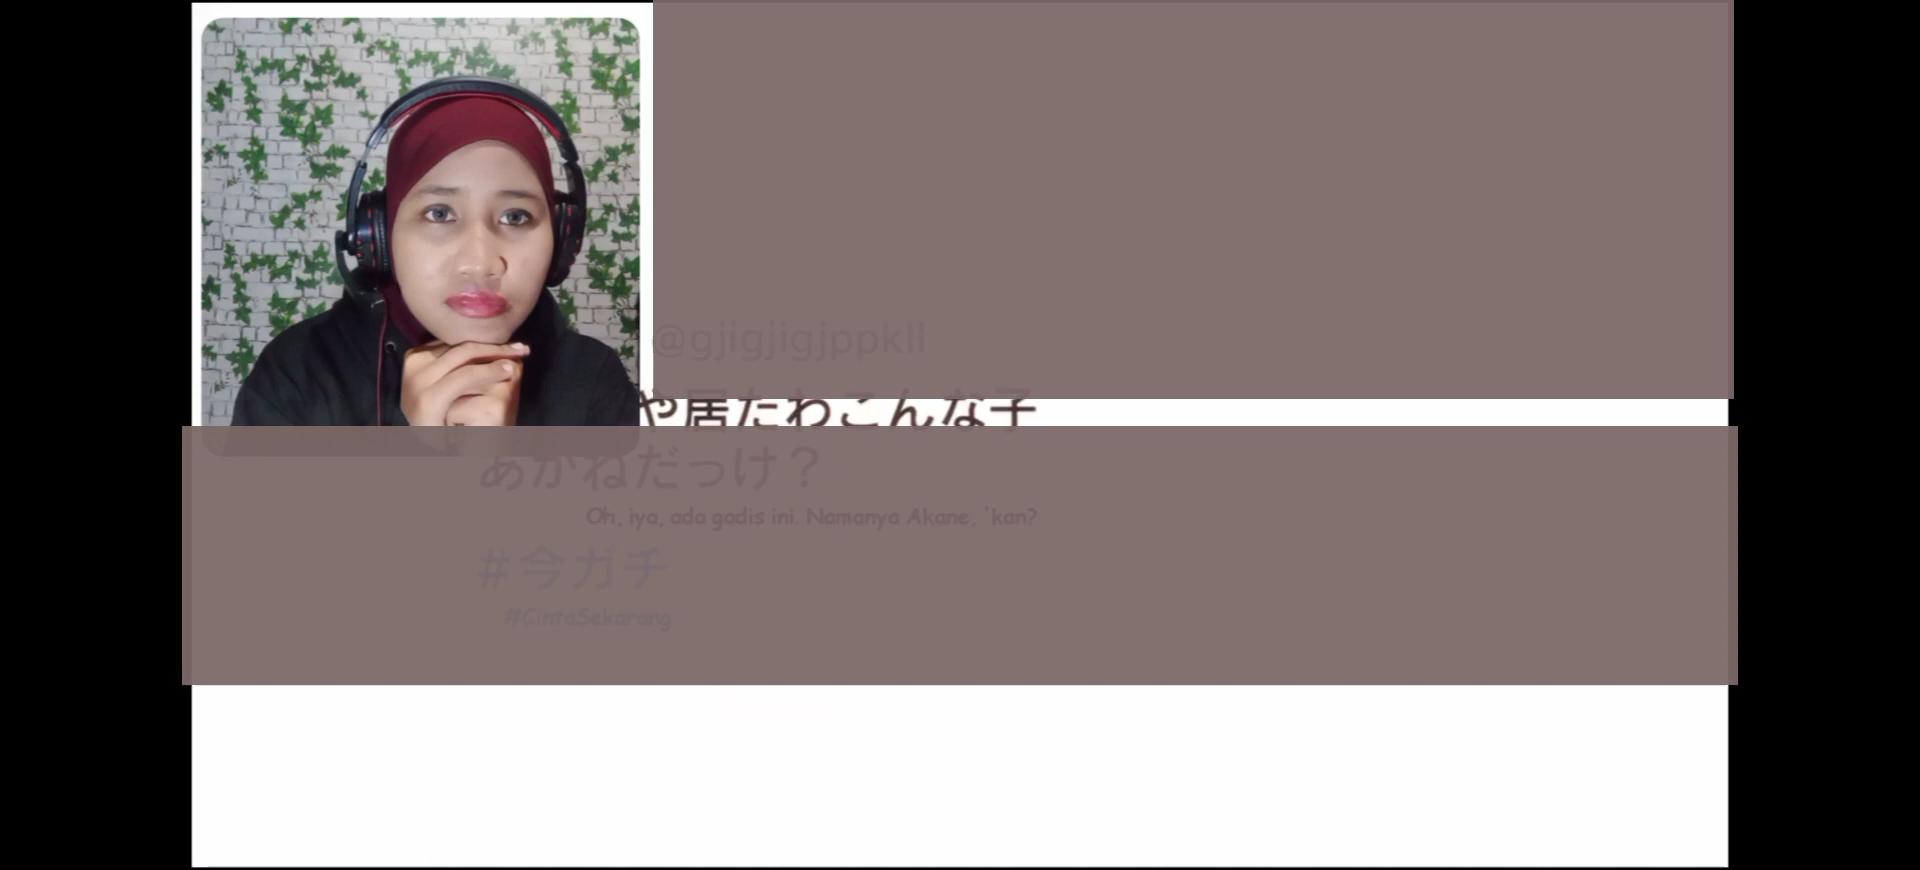 @gjigjigjppkll
や居たわこんな子
あかねだっけ？
Oh, iya, ada gadis ini. Namanya Akane, 'kan?
#今ガチ
#CintaSekarang